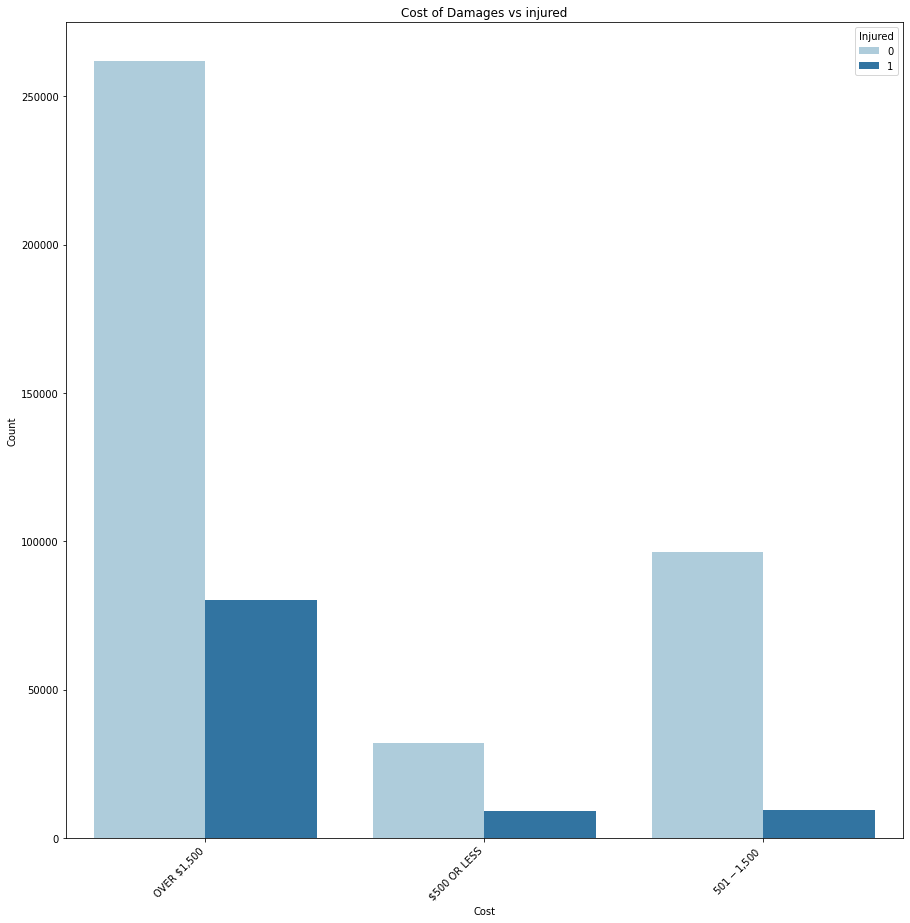 Cost of Damages vs injured
Injured
0
1
250000
200000
150000
100000
50000
0
Count
OVER $1,500
$500 OR LESS
501 − 1,500
Cost